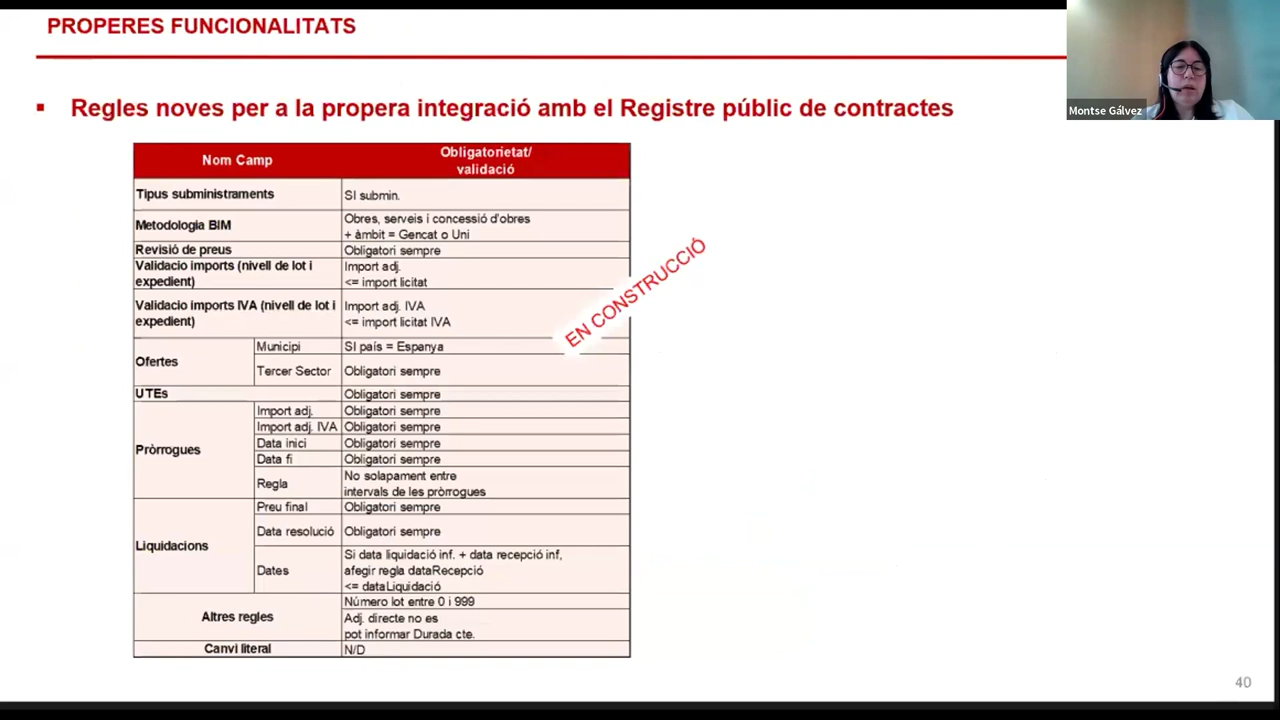 PROPERES FUNCIONALITATS
Montse Gálvez
▪ Regles noves per a la propera integració amb el Registre públic de contractes
Nom Camp
Obligatorietat/
validació
Tipus subministraments
SI submin.
Metodologia BIM
Obres, serveis i concessió d'obres
+ àmbit = Gencat o Uni
Revisió de preus
Obligatori sempre
Validacio imports (nivell de lot i
expedient)
Import adj.
<= import licitat
Validacio imports IVA (nivell de lot i
expedient)
Import adj. IVA
<= import licitat IVA
EN CONSTRUCCIÓ
Ofertes
Municipi
SI país = Espanya
Tercer Sector
Obligatori sempre
UTEs
Obligatori sempre
Pròrrogues
Import adj.
Obligatori sempre
Import adj. IVA
Obligatori sempre
Data inici
Obligatori sempre
Data fi
Obligatori sempre
Regla
No solapament entre
intervals de les pròrrogues
Liquidacions
Preu final
Obligatori sempre
Data resolució
Obligatori sempre
Dates
Si data liquidació inf. + data recepció inf,
afegir regla dataRecepció
<= dataLiquidació
Altres regles
Número lot entre 0 i 999
Adj. directe no es
pot informar Durada cte.
Canvi literal
N/D
40